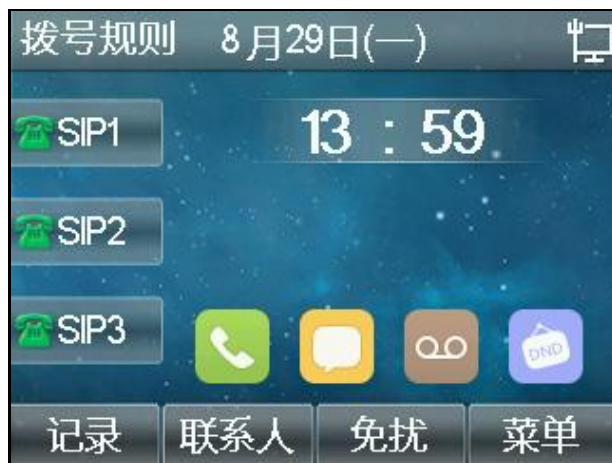 拨号规则 8月29日(一)
13 : 59
SIP1
SIP2
SIP3
DND
记录 联系人 免扰 菜单